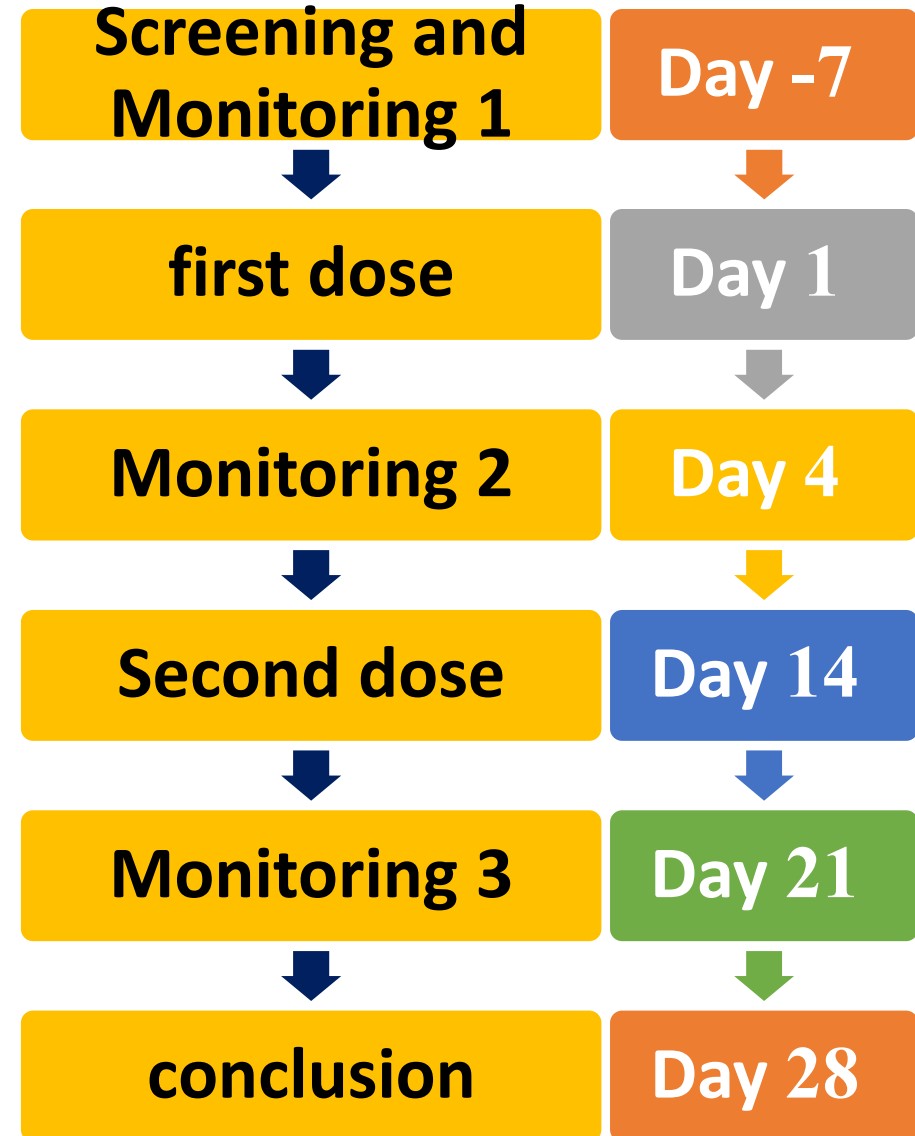 Screening and
Monitoring 1
Day -7
first dose
Day 1
Monitoring 2
Day 4
Second dose
Day 14
Monitoring 3
Day 21
conclusion
Day 28